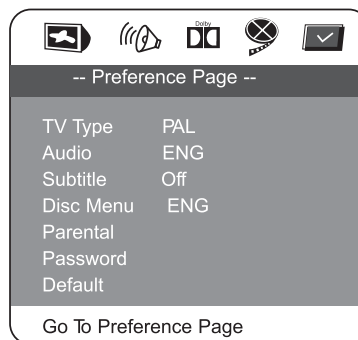 Dolby
-- Preference Page --
TV Type PAL
Audio ENG
Subtitle Off
Disc Menu ENG
Parental
Password
Default
Go To Preference Page